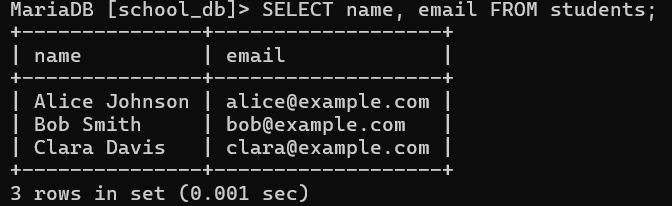 MariaDB [school_db]> SELECT name, email FROM students;
+---------------+-------------------+
| name          | email             |
+---------------+-------------------+
| Alice Johnson | alice@example.com |
| Bob Smith     | bob@example.com   |
| Clara Davis   | clara@example.com |
+---------------+-------------------+
3 rows in set (0.001 sec)